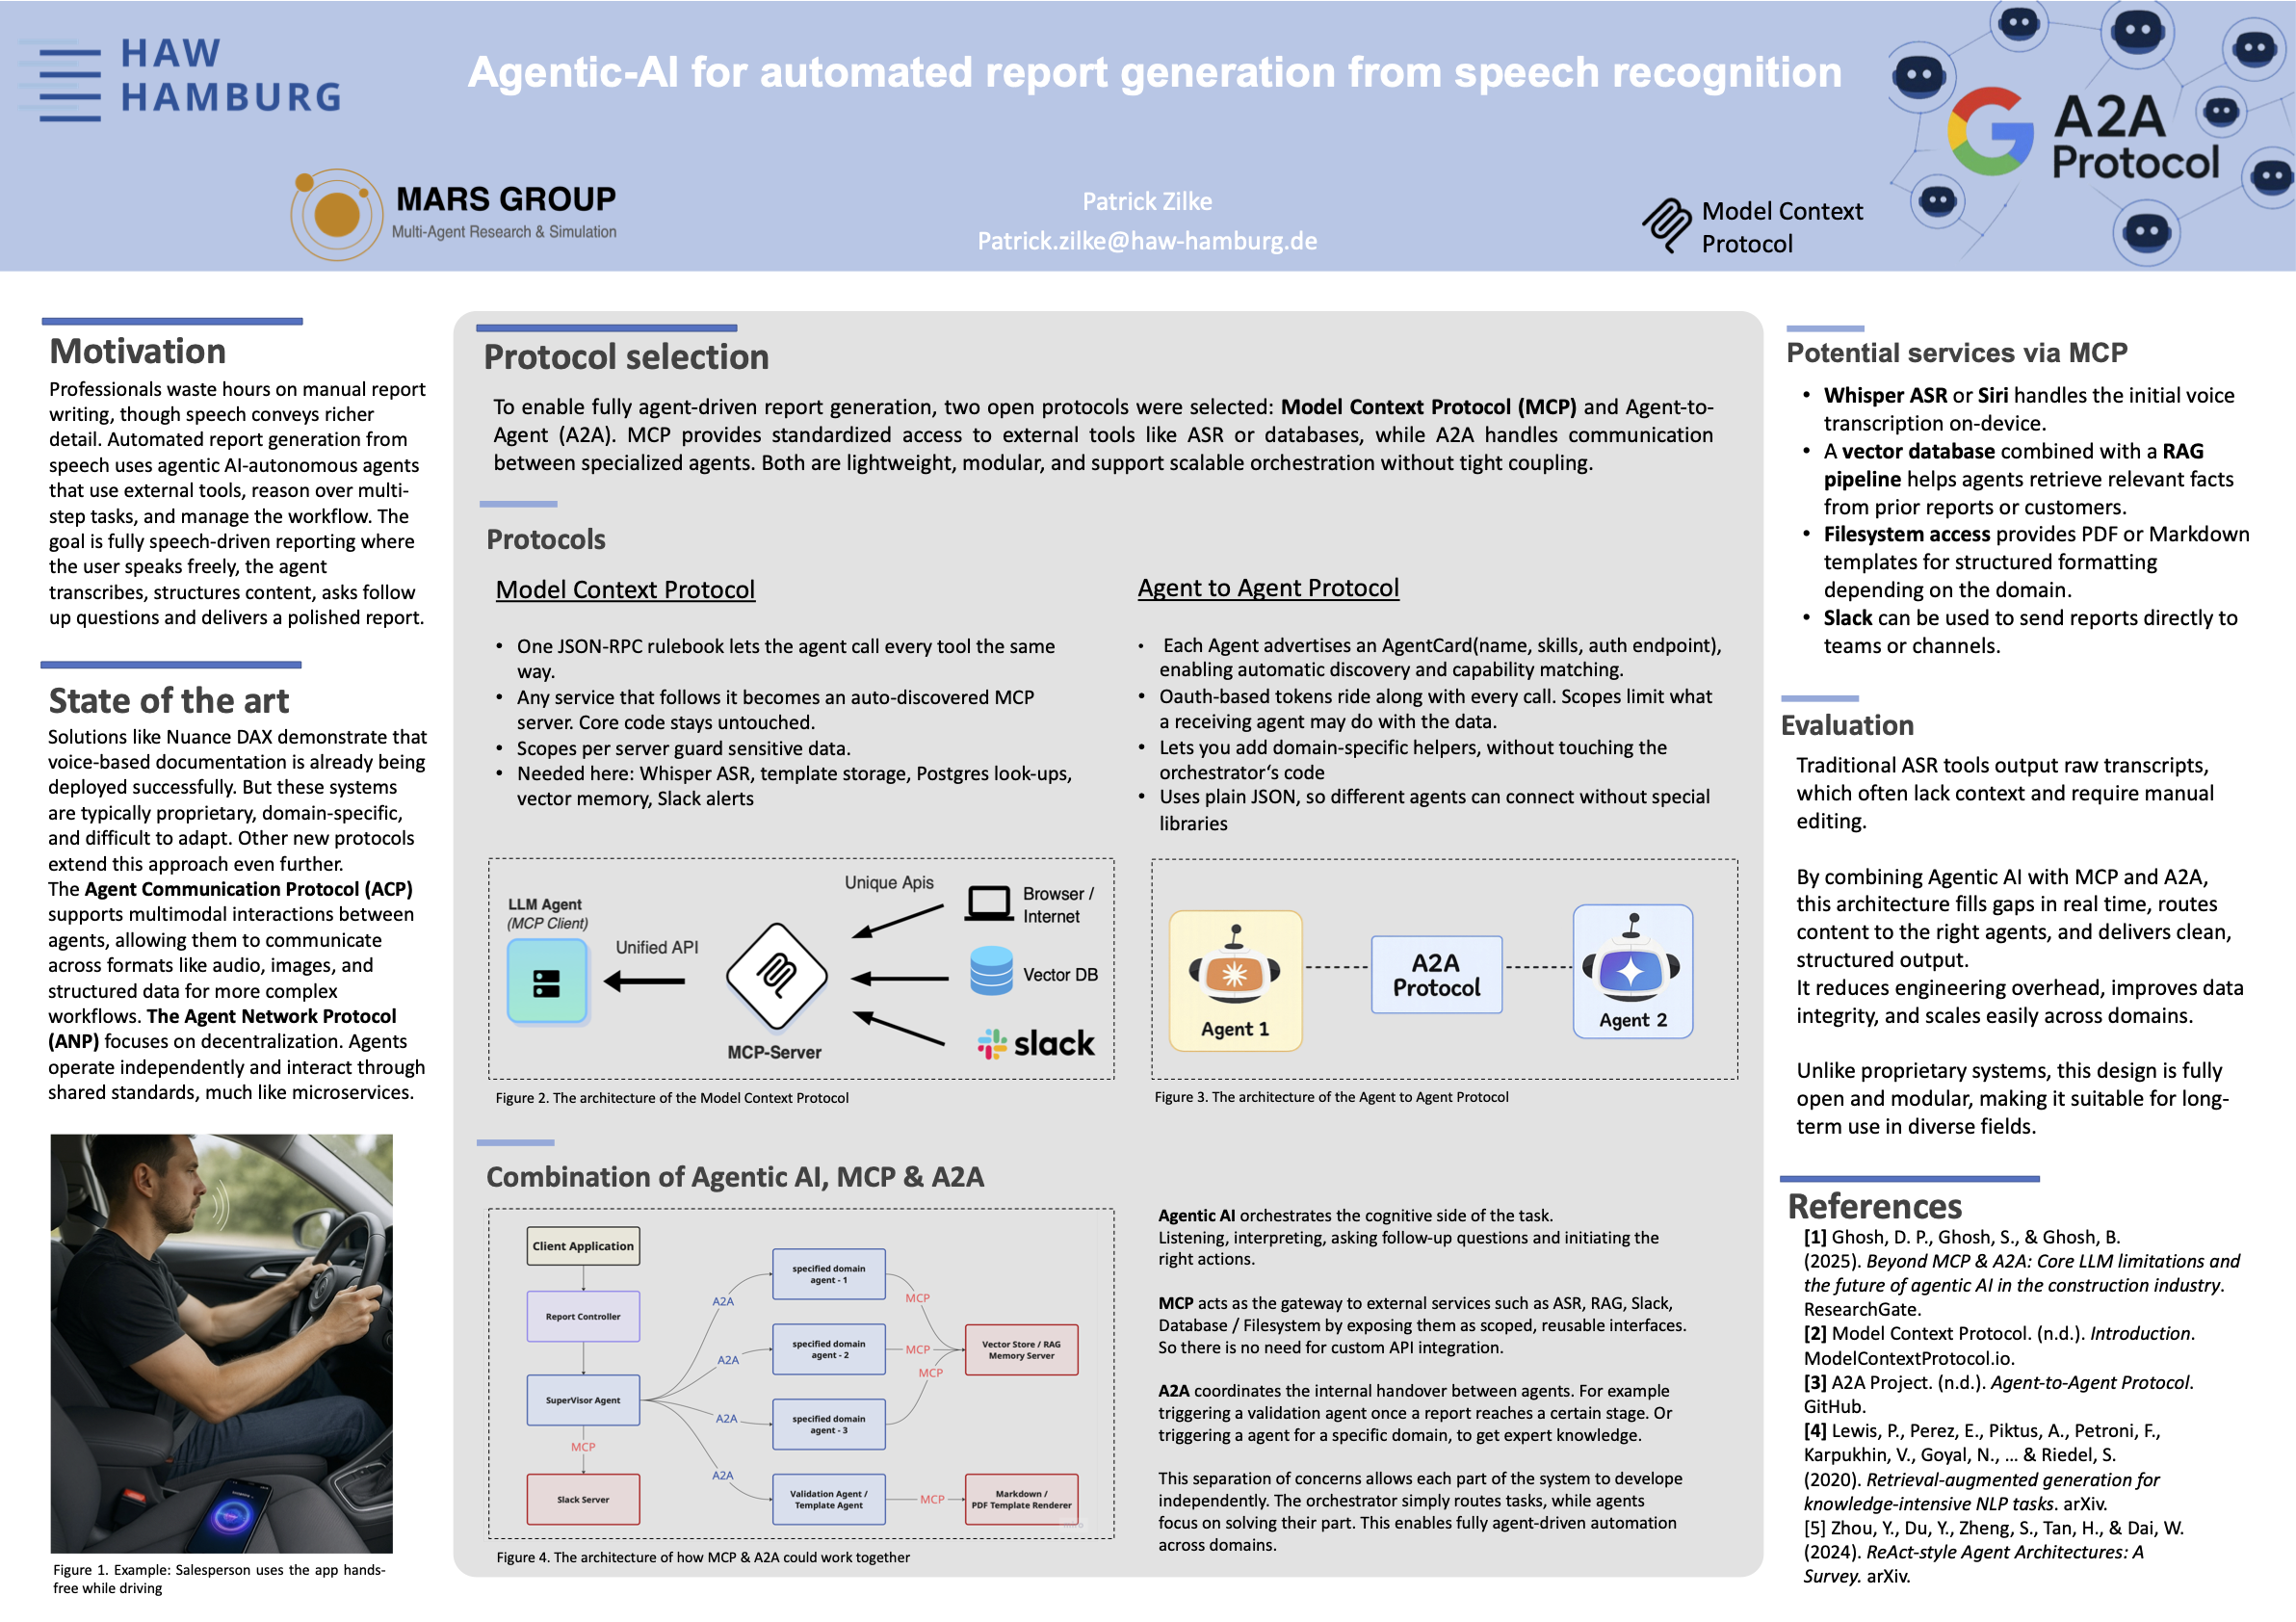 HAW
HAMBURG
Agentic-AI for automated report generation from speech recognition
A2A
Protocol
MARS GROUP
Multi-Agent Research & Simulation
Patrick Zilke
Patrick.zilke@haw-hamburg.de
Model Context
Protocol
Motivation
Professionals waste hours on manual report
writing, though speech conveys richer
detail. Automated report generation from
speech uses agentic AI-autonomous agents
that use external tools, reason over multi-
step tasks, and manage the workflow. The
goal is fully speech-driven reporting where
the user speaks freely, the agent
transcribes, structures content, asks follow
up questions and delivers a polished report.
State of the art
Solutions like Nuance DAX demonstrate that
voice-based documentation is already being
deployed successfully. But these systems
are typically proprietary, domain-specific,
and difficult to adapt. Other new protocols
extend this approach even further.
The Agent Communication Protocol (ACP)
supports multimodal interactions between
agents, allowing them to communicate
across formats like audio, images, and
structured data for more complex
workflows. The Agent Network Protocol
(ANP) focuses on decentralization. Agents
operate independently and interact through
shared standards, much like microservices.
Figure 1. Example: Salesperson uses the app hands-
free while driving
Protocol selection
To enable fully agent-driven report generation, two open protocols were selected: Model Context Protocol (MCP) and Agent-to-
Agent (A2A). MCP provides standardized access to external tools like ASR or databases, while A2A handles communication
between specialized agents. Both are lightweight, modular, and support scalable orchestration without tight coupling.
Protocols
Model Context Protocol
• One JSON-RPC rulebook lets the agent call every tool the same
way.
• Any service that follows it becomes an auto-discovered MCP
server. Core code stays untouched.
• Scopes per server guard sensitive data.
• Needed here: Whisper ASR, template storage, Postgres look-ups,
vector memory, Slack alerts
Agent to Agent Protocol
• Each Agent advertises an AgentCard(name, skills, auth endpoint),
enabling automatic discovery and capability matching.
• Oauth-based tokens ride along with every call. Scopes limit what
a receiving agent may do with the data.
• Lets you add domain-specific helpers, without touching the
orchestrator‘s code
• Uses plain JSON, so different agents can connect without special
libraries
LLM Agent
(MCP Client)
Unified API
MCP-Server
Unique Apis
Browser /
Internet
Vector DB
slack
Figure 2. The architecture of the Model Context Protocol
Agent 1
A2A
Protocol
Agent 2
Figure 3. The architecture of the Agent to Agent Protocol
Combination of Agentic AI, MCP & A2A
Client Application
Report Controller
SuperVisor Agent
MCP
Slack Server
A2A
A2A
A2A
A2A
specified domain
agent - 1
specified domain
agent - 2
specified domain
agent - 3
Validation Agent /
Template Agent
MCP
MCP
MCP
MCP
Vector Store / RAG
Memory Server
Markdown /
PDF Template Renderer
miro
Figure 4. The architecture of how MCP & A2A could work together
Agentic AI orchestrates the cognitive side of the task.
Listening, interpreting, asking follow-up questions and initiating the
right actions.
MCP acts as the gateway to external services such as ASR, RAG, Slack,
Database / Filesystem by exposing them as scoped, reusable interfaces.
So there is no need for custom API integration.
A2A coordinates the internal handover between agents. For example
triggering a validation agent once a report reaches a certain stage. Or
triggering a agent for a specific domain, to get expert knowledge.
This separation of concerns allows each part of the system to develop
independently. The orchestrator simply routes tasks, while agents
focus on solving their part. This enables fully agent-driven automation
across domains.
Potential services via MCP
• Whisper ASR or Siri handles the initial voice
transcription on-device.
• A vector database combined with a RAG
pipeline helps agents retrieve relevant facts
from prior reports or customers.
• Filesystem access provides PDF or Markdown
templates for structured formatting
depending on the domain.
• Slack can be used to send reports directly to
teams or channels.
Evaluation
Traditional ASR tools output raw transcripts,
which often lack context and require manual
editing.
By combining Agentic AI with MCP and A2A,
this architecture fills gaps in real time, routes
content to the right agents, and delivers clean,
structured output.
It reduces engineering overhead, improves data
integrity, and scales easily across domains.
Unlike proprietary systems, this design is fully
open and modular, making it suitable for long-
term use in diverse fields.
References
[1] Ghosh, D. P., Ghosh, S., & Ghosh, B.
(2025). Beyond MCP & A2A: Core LLM limitations and
the future of agentic AI in the construction industry.
ResearchGate.
[2] Model Context Protocol. (n.d.). Introduction.
ModelContextProtocol.io.
[3] A2A Project. (n.d.). Agent-to-Agent Protocol.
GitHub.
[4] Lewis, P., Perez, E., Piktus, A., Petroni, F.,
Karpukhin, V., Goyal, N., … & Riedel, S.
(2020). Retrieval-augmented generation for
knowledge-intensive NLP tasks. arXiv.
[5] Zhou, Y., Du, Y., Zheng, S., Tan, H., & Dai, W.
(2024). ReAct-style Agent Architectures: A
Survey. arXiv.